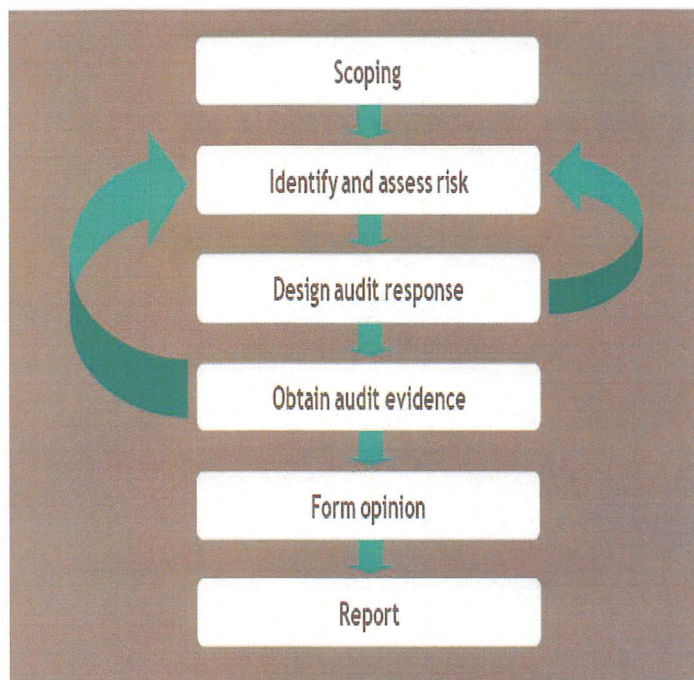 Scoping
Identify and assess risk
Design audit response
Obtain audit evidence
Form opinion
Report